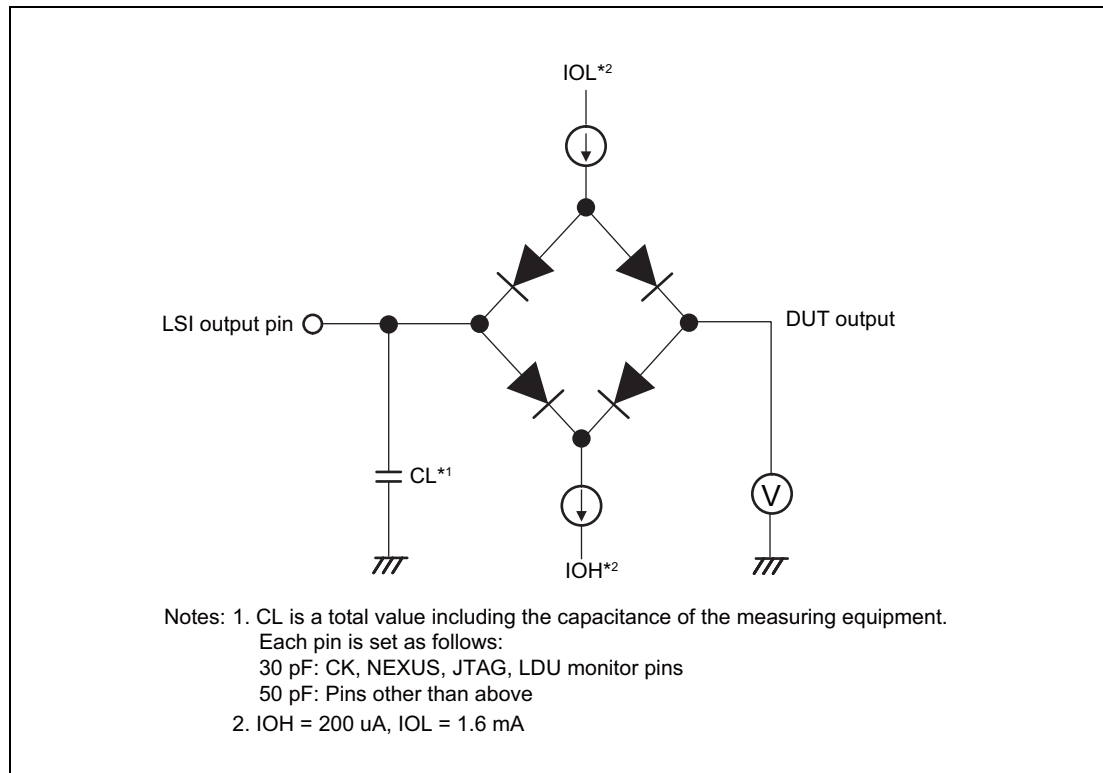 IOL*2
LSI output pin
DUT output
CL*1
V
IOH*2
Notes: 1. CL is a total value including the capacitance of the measuring equipment.
Each pin is set as follows:
30 pF: CK, NEXUS, JTAG, LDU monitor pins
50 pF: Pins other than above
2. IOH = 200 uA, IOL = 1.6 mA